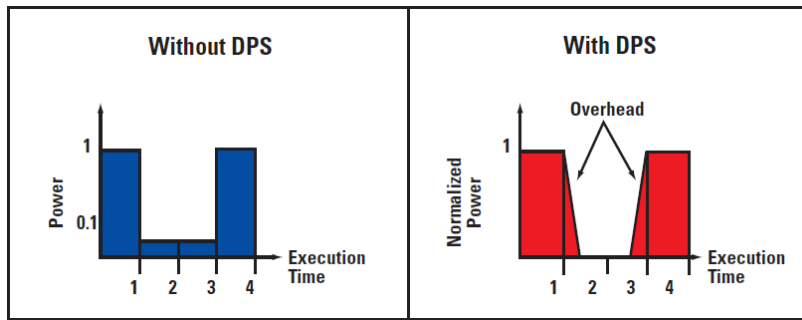 Without DPS
Power
1
0.1
1 2 3 4
Execution
Time
With DPS
Overhead
Normalized
Power
1
1 2 3 4
Execution
Time